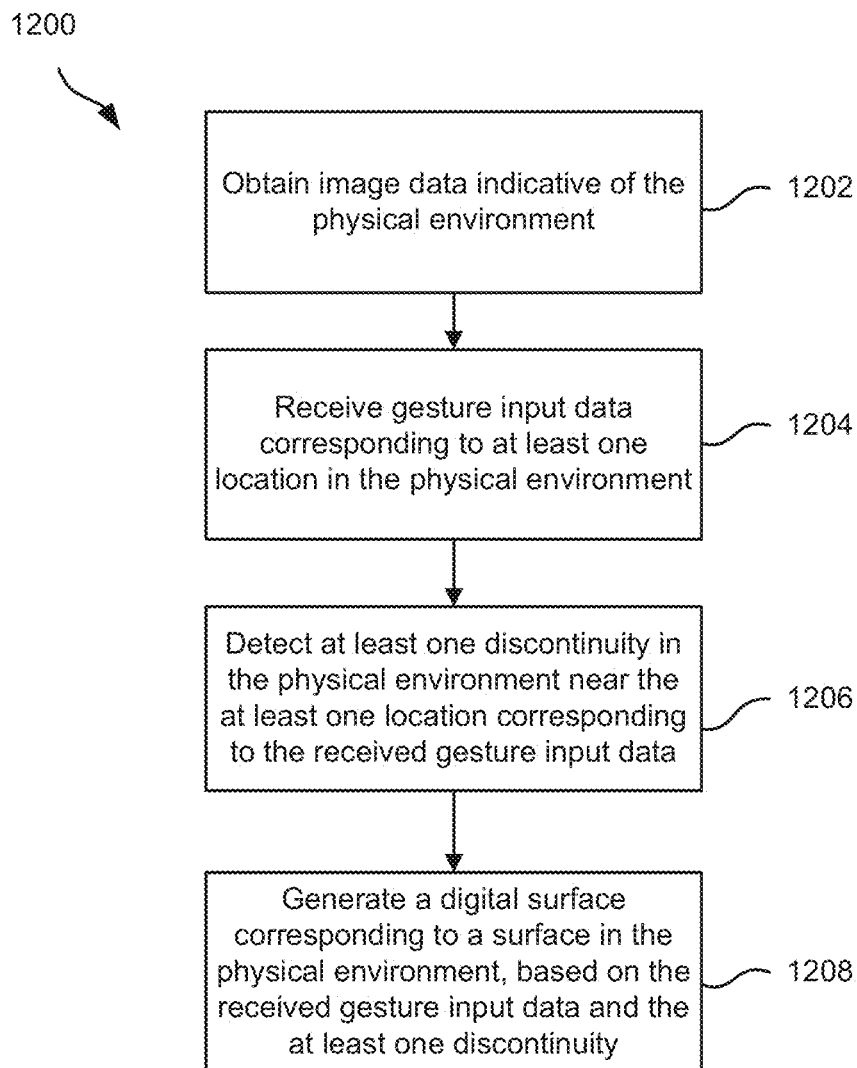 1200
Obtain image data indicative of the
physical environment
1202
Receive gesture input data
corresponding to at least one
location in the physical environment
1204
Detect at least one discontinuity in
the physical environment near the
at least one location corresponding
to the received gesture input data
1206
Generate a digital surface
corresponding to a surface in the
physical environment, based on the
received gesture input data and the
at least one discontinuity
1208